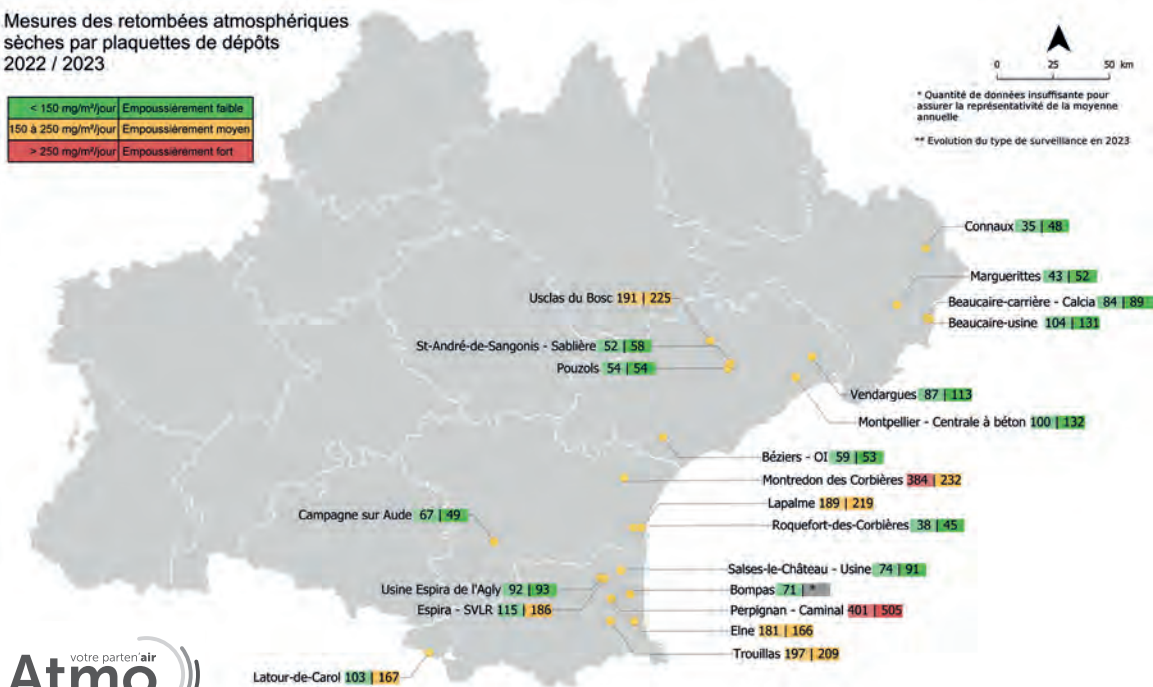 Mesures des retombées atmosphériques
sèches par plaquettes de dépôts
2022 / 2023
< 150 mg/m²/jour Empoussièrement faible
150 à 250 mg/m²/jour Empoussièrement moyen
> 250 mg/m²/jour Empoussièrement fort
0 25 50 km
* Quantité de données insuffisante pour
assurer la représentativité de la moyenne
annuelle
** Evolution du type de surveillance en 2023
Connaux 35 | 48
Marguerittes 43 | 52
Beaucaire-carrière - Calcia 84 | 89
Beaucaire-usine 104 | 131
Usclas du Bosc 191 | 225
St-André-de-Sangonis - Sablière 52 | 58
Pouzols 54 | 54
Vendargues 87 | 113
Montpellier - Centrale à béton 100 | 132
Béziers - OI 59 | 53
Montredon des Corbières 384 | 232
Lapalme 189 | 219
Roquefort-des-Corbières 38 | 45
Campagne sur Aude 67 | 49
Salses-le-Château - Usine 74 | 91
Usine Espira de l'Agly 92 | 93
Bompas 71 | *
Espira - SVLR 115 | 186
Perpignan - Caminal 401 | 505
Elne 181 | 166
Trouillas 197 | 209
Latour-de-Carol 103 | 167
votre parten'air
Atmo